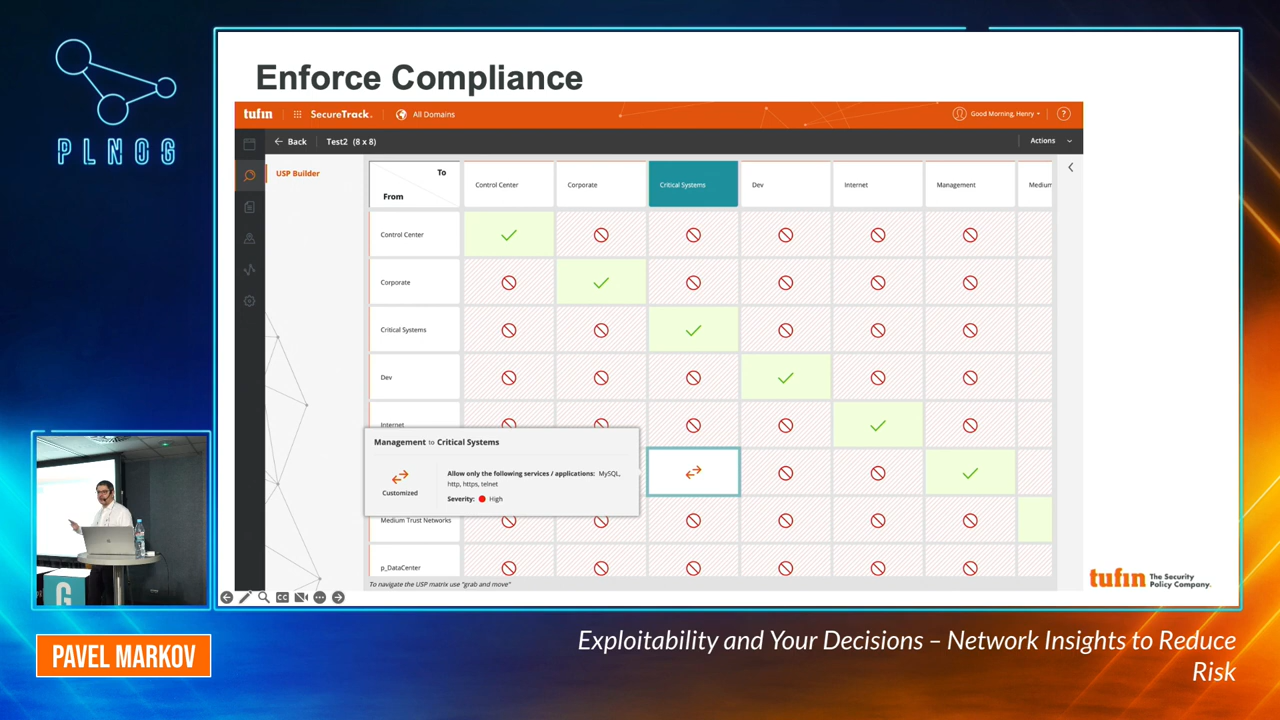 PLNOG
Enforce Compliance
tufin SecureTrack. All Domains Good Morning, Henry ?
Back Test2 (8 x 8) Actions
USP Builder
To
From
Control Center Corporate Critical Systems Dev Internet Management Medium
Control Center
Corporate
Critical Systems
Dev
Internet
Management to Critical Systems
Customized
Allow only the following services / applications: MySQL,
http, https, telnet
Severity: High
Medium Trust Networks
p_DataCenter
To navigate the USP matrix use "grab and move"
CC
tufin The Security
Policy Company.
G
PAVEL MARKOV
Exploitability and Your Decisions – Network Insights to Reduce
Risk